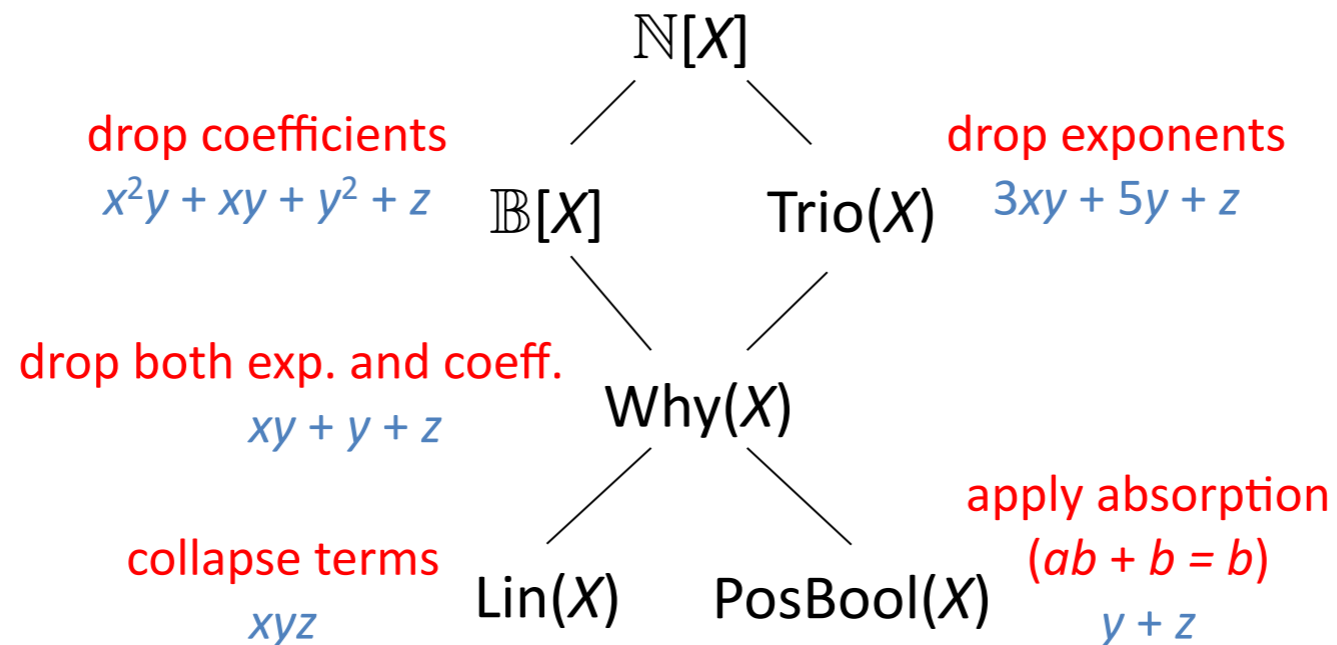 ℕ[X]
drop coefficients
x²y + xy + y² + z
𝔹[X]
drop exponents
3xy + 5y + z
Trio(X)
drop both exp. and coeff.
xy + y + z
Why(X)
collapse terms
xyz
Lin(X)
apply absorption
(ab + b = b)
y + z
PosBool(X)